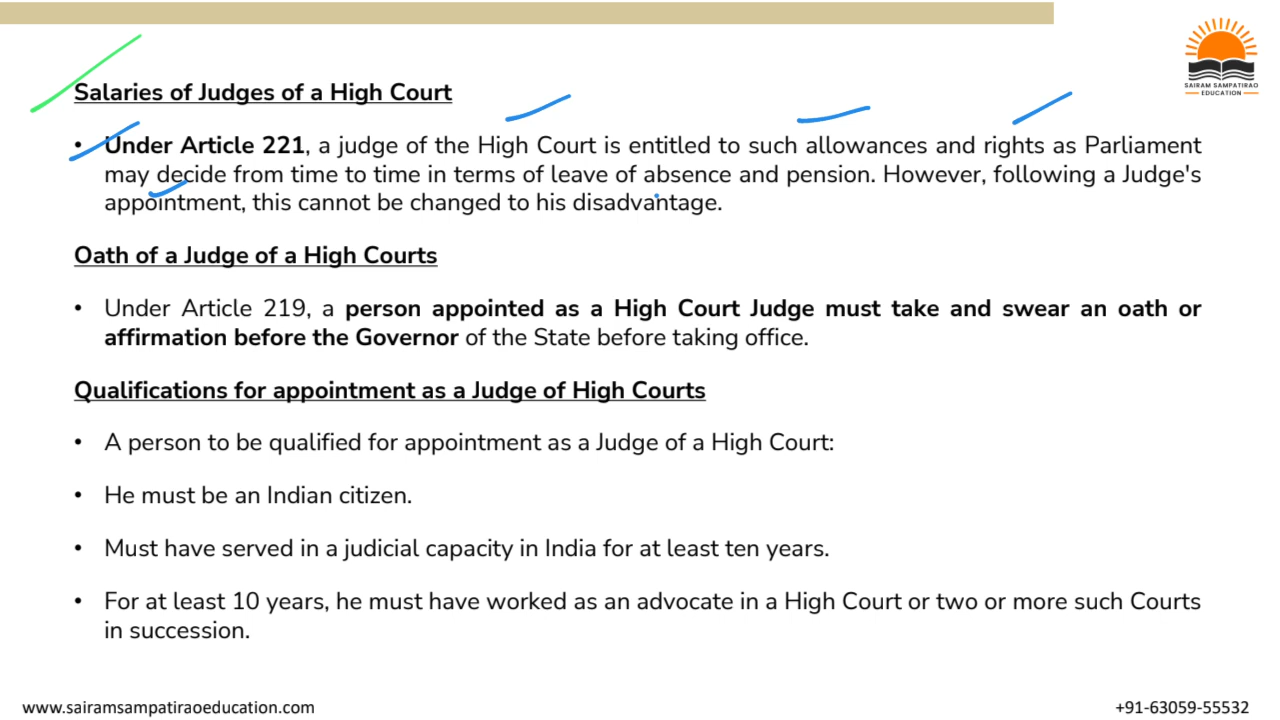 SAIRAM SAMPATIRAO
EDUCATION
Salaries of Judges of a High Court
• Under Article 221, a judge of the High Court is entitled to such allowances and rights as Parliament
may decide from time to time in terms of leave of absence and pension. However, following a Judge's
appointment, this cannot be changed to his disadvantage.
Oath of a Judge of a High Courts
• Under Article 219, a person appointed as a High Court Judge must take and swear an oath or
affirmation before the Governor of the State before taking office.
Qualifications for appointment as a Judge of High Courts
• A person to be qualified for appointment as a Judge of a High Court:
• He must be an Indian citizen.
• Must have served in a judicial capacity in India for at least ten years.
• For at least 10 years, he must have worked as an advocate in a High Court or two or more such Courts
in succession.
www.sairamsampatiraoeducation.com
+91-63059-55532